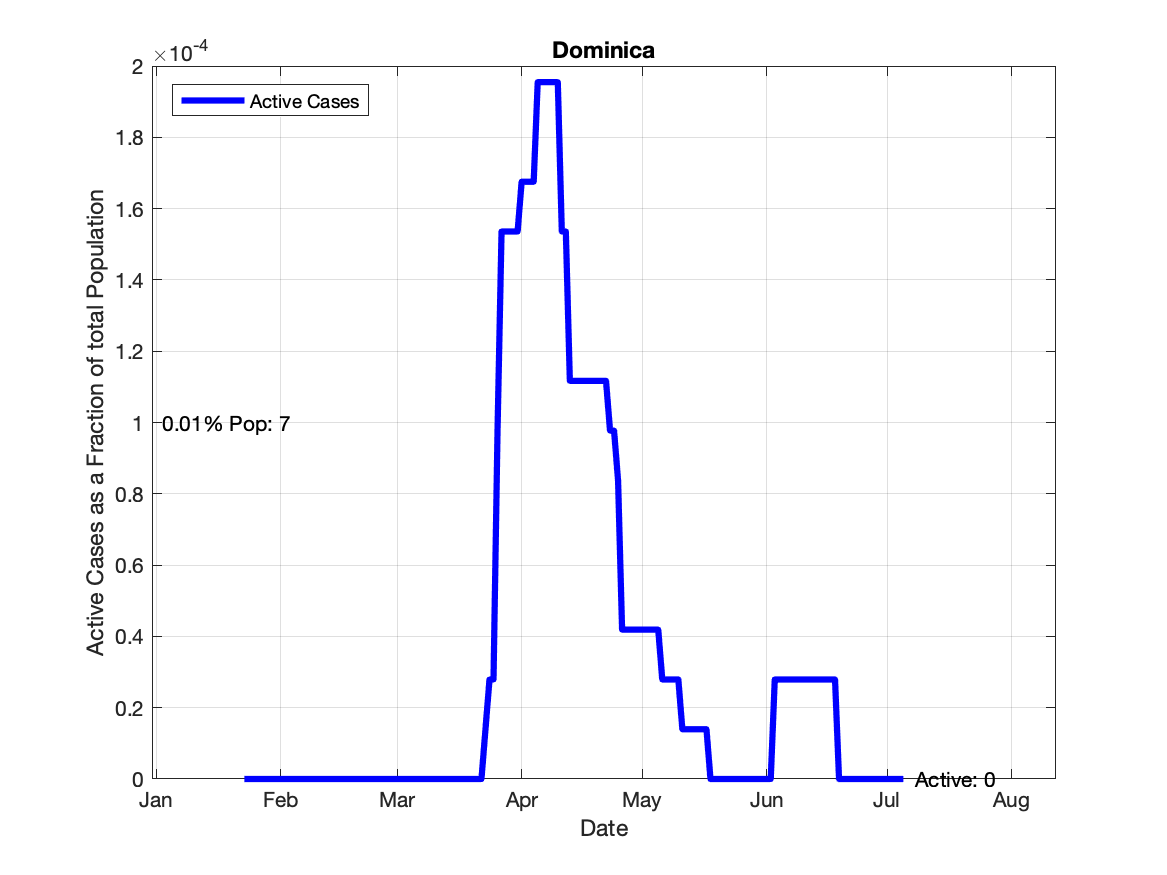 Dominica
×10^-4
Active Cases
2
1.8
1.6
1.4
1.2
1
0.8
0.6
0.4
0.2
0
Active Cases as a Fraction of total Population
0.01% Pop: 7
Active: 0
Jan Feb Mar Apr May Jun Jul Aug
Date